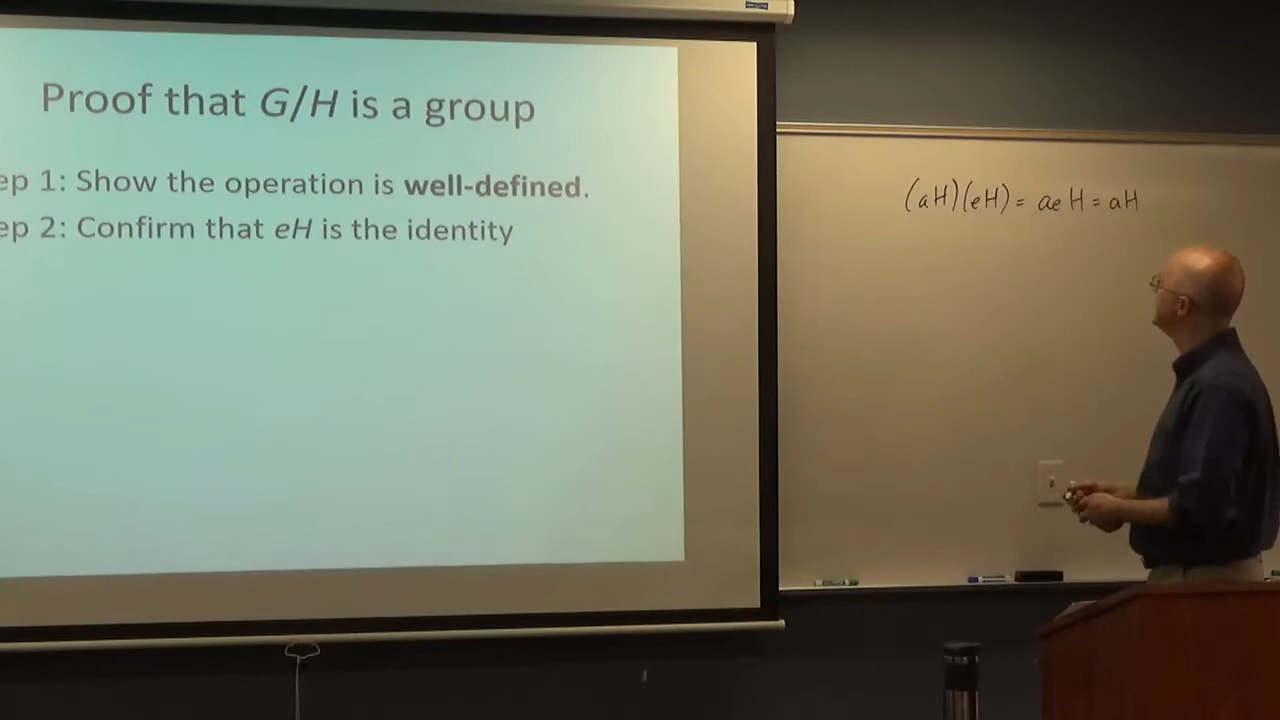 Proof that G/H is a group
ep 1: Show the operation is well-defined.
ep 2: Confirm that eH is the identity
(aH)(eH) = aeH = aH